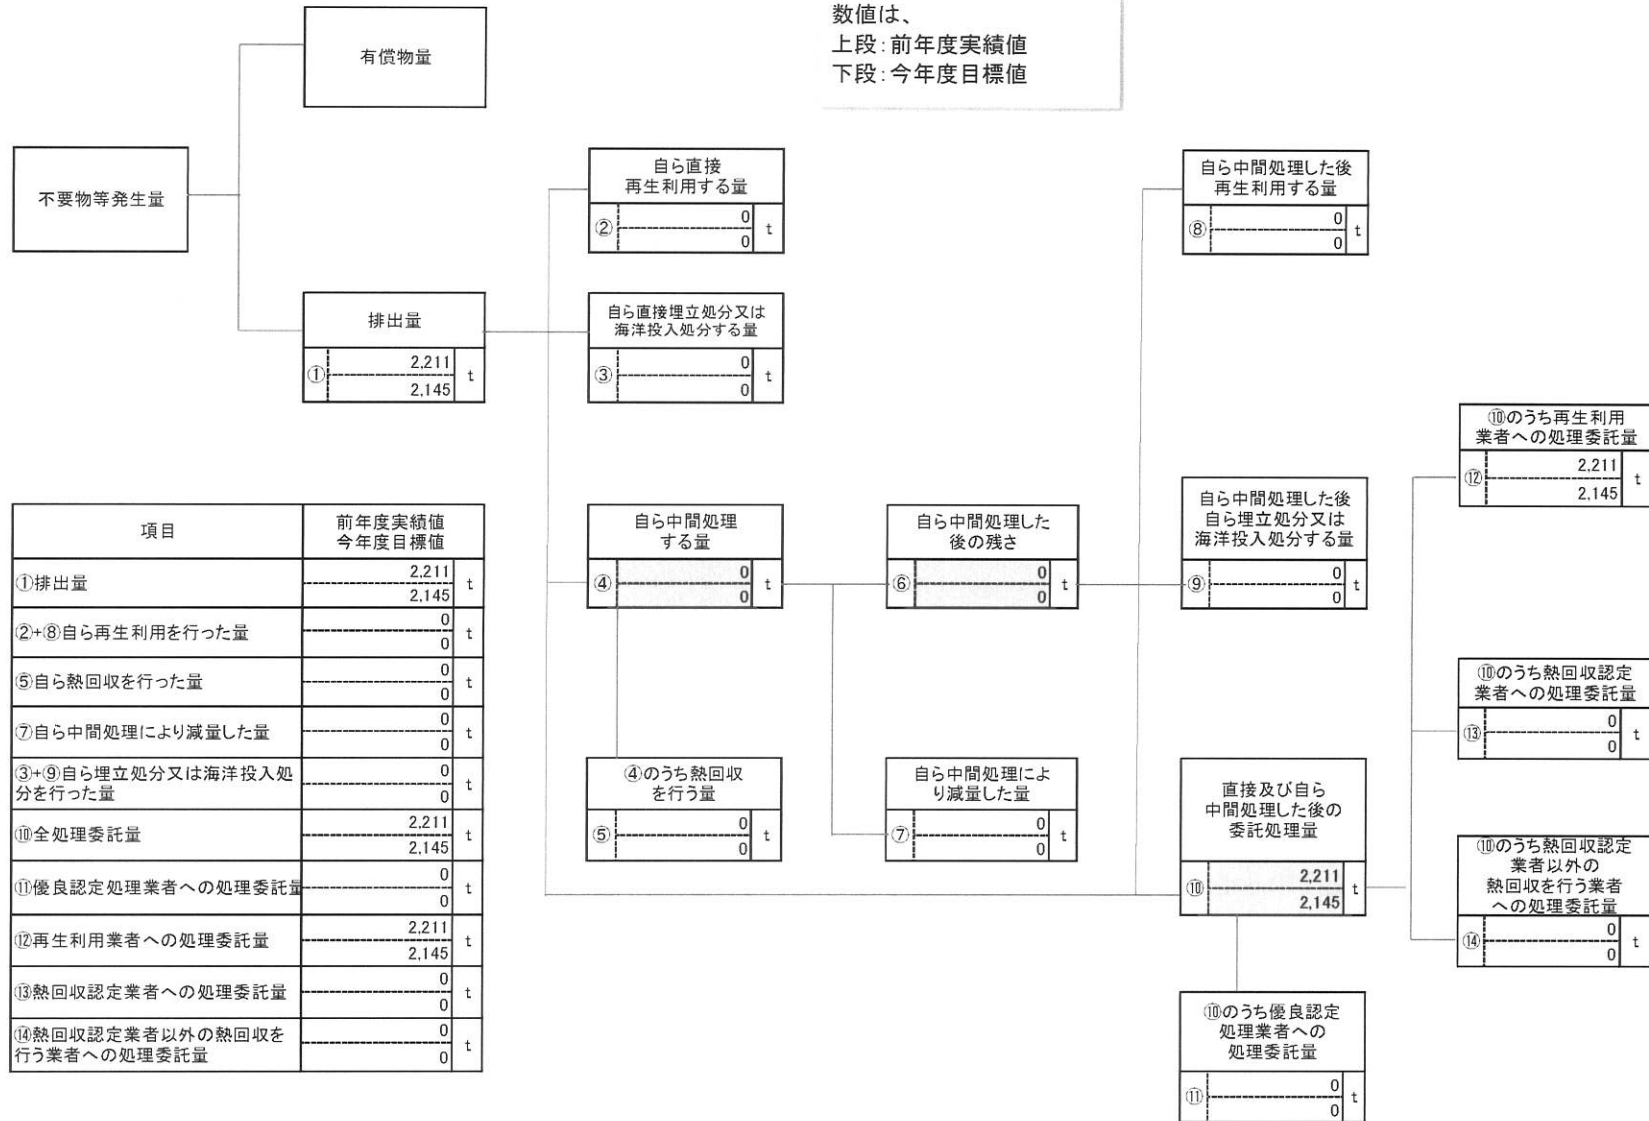 数値は、
上段：前年度実績値
下段：今年度目標値
有償物量
不要物等発生量
自ら直接
再生利用する量
② 0 t
0
自ら中間処理した後
再生利用する量
⑧ 0 t
0
排出量
① 2,211 t
2,145
自ら直接埋立処分又は
海洋投入処分する量
③ 0 t
0
⑩のうち再生利用
業者への処理委託量
⑫ 2,211 t
2,145
自ら中間処理
する量
④ 0 t
0
自ら中間処理した
後の残さ
⑥ 0 t
0
自ら中間処理した後
自ら埋立処分又は
海洋投入処分する量
⑨ 0 t
0
⑩のうち熱回収認定
業者への処理委託量
⑬ 0 t
0
④のうち熱回収
を行う量
⑤ 0 t
0
自ら中間処理によ
り減量した量
⑦ 0 t
0
直接及び自ら
中間処理した後の
委託処理量
⑩ 2,211 t
2,145
⑩のうち熱回収認定
業者以外の
熱回収を行う業者
への処理委託量
⑭ 0 t
0
⑩のうち優良認定
処理業者への
処理委託量
⑪ 0 t
0
項目 前年度実績値
今年度目標値
①排出量 2,211 t
2,145
②+⑧自ら再生利用を行った量 0 t
0
⑤自ら熱回収を行った量 0 t
0
⑦自ら中間処理により減量した量 0 t
0
③+⑨自ら埋立処分又は海洋投入処 0 t
分を行った量 0
⑩全処理委託量 2,211 t
2,145
⑪優良認定処理業者への処理委託量 0 t
0
⑫再生利用業者への処理委託量 2,211 t
2,145
⑬熱回収認定業者への処理委託量 0 t
0
⑭熱回収認定業者以外の熱回収を 0 t
行う業者への処理委託量 0